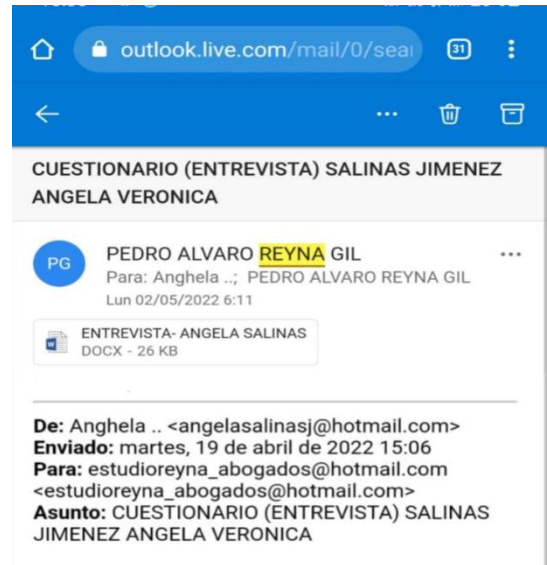 outlook.live.com/mail/0/sear
31
CUESTIONARIO (ENTREVISTA) SALINAS JIMENEZ
ANGELA VERONICA
PG
PEDRO ALVARO REYNA GIL
Para: Anghela ..; PEDRO ALVARO REYNA GIL
Lun 02/05/2022 6:11
ENTREVISTA- ANGELA SALINAS
DOCX - 26 KB
De: Anghela .. <angelasalinasj@hotmail.com>
Enviado: martes, 19 de abril de 2022 15:06
Para: estudioreyna_abogados@hotmail.com
<estudioreyna_abogados@hotmail.com>
Asunto: CUESTIONARIO (ENTREVISTA) SALINAS
JIMENEZ ANGELA VERONICA